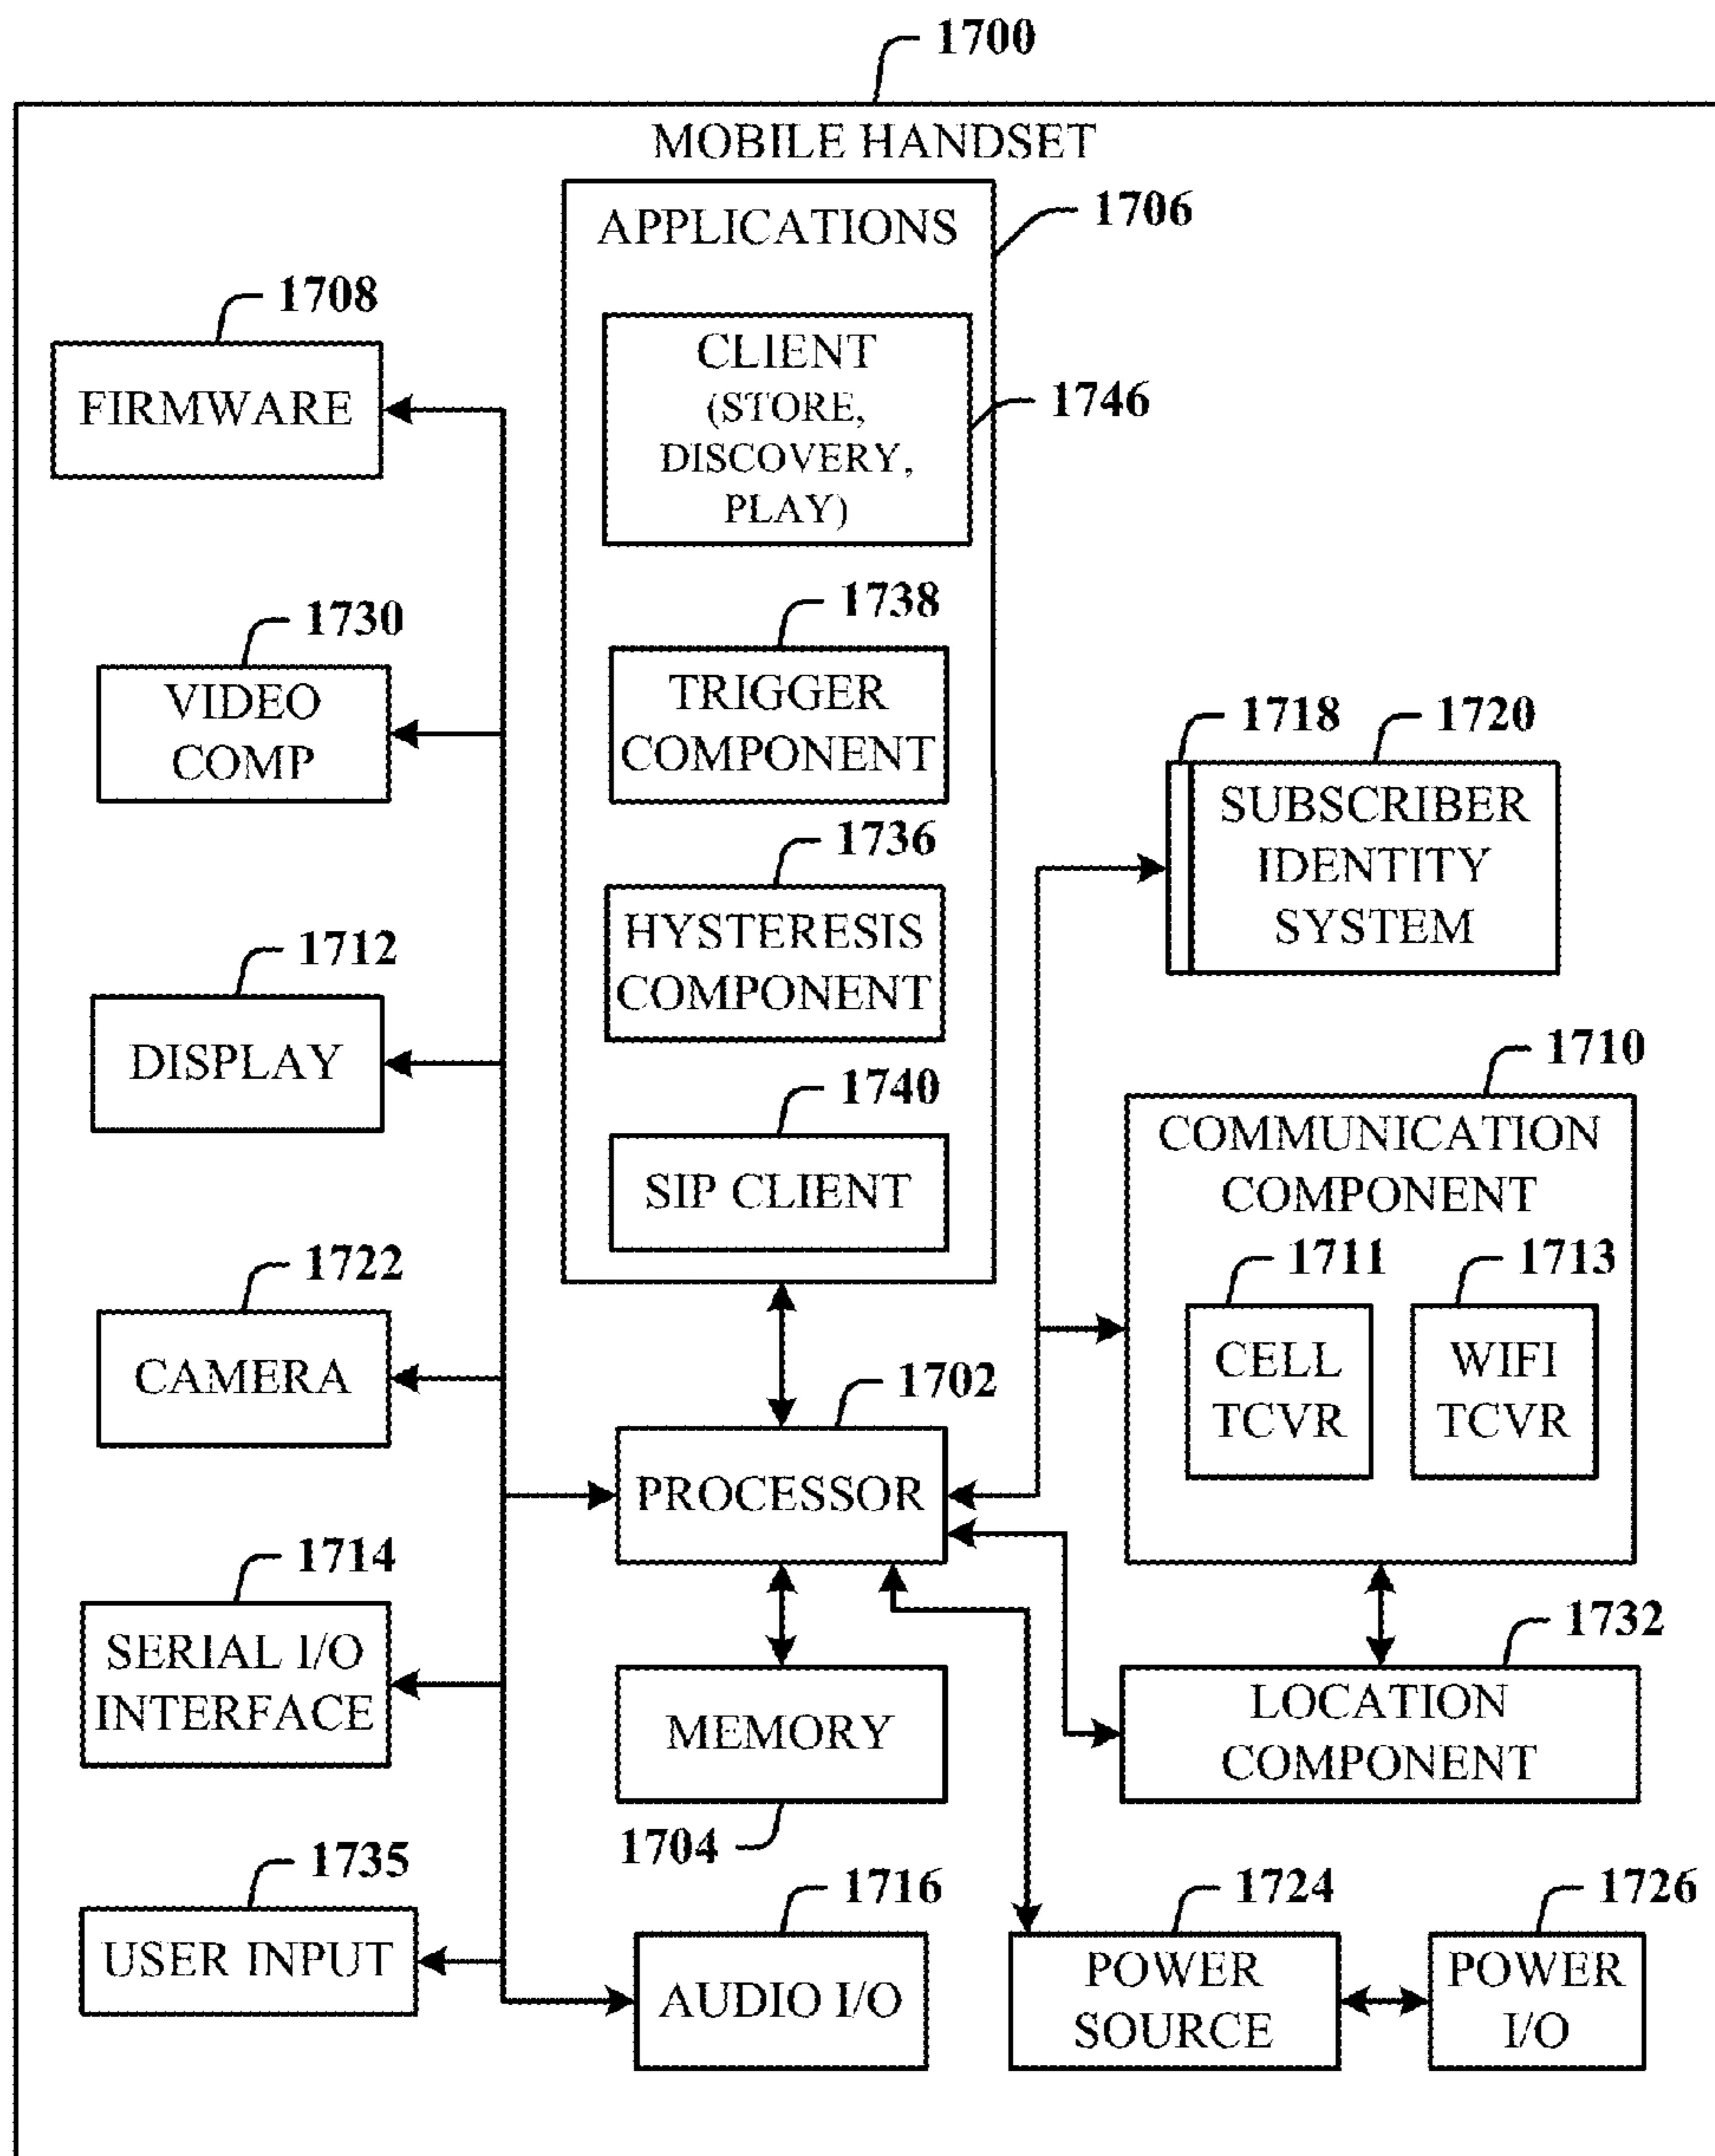 1700
MOBILE HANDSET
APPLICATIONS
1706
1708
FIRMWARE
CLIENT
(STORE,
DISCOVERY,
PLAY)
1746
1730
VIDEO
COMP
1738
TRIGGER
COMPONENT
1718
1720
SUBSCRIBER
IDENTITY
SYSTEM
1736
HYSTERESIS
COMPONENT
1712
DISPLAY
1740
SIP CLIENT
1710
COMMUNICATION
COMPONENT
1711
CELL
TCVR
1713
WIFI
TCVR
1722
CAMERA
1702
PROCESSOR
1714
SERIAL I/O
INTERFACE
MEMORY
1704
1732
LOCATION
COMPONENT
1735
USER INPUT
1716
AUDIO I/O
1724
POWER
SOURCE
1726
POWER
I/O